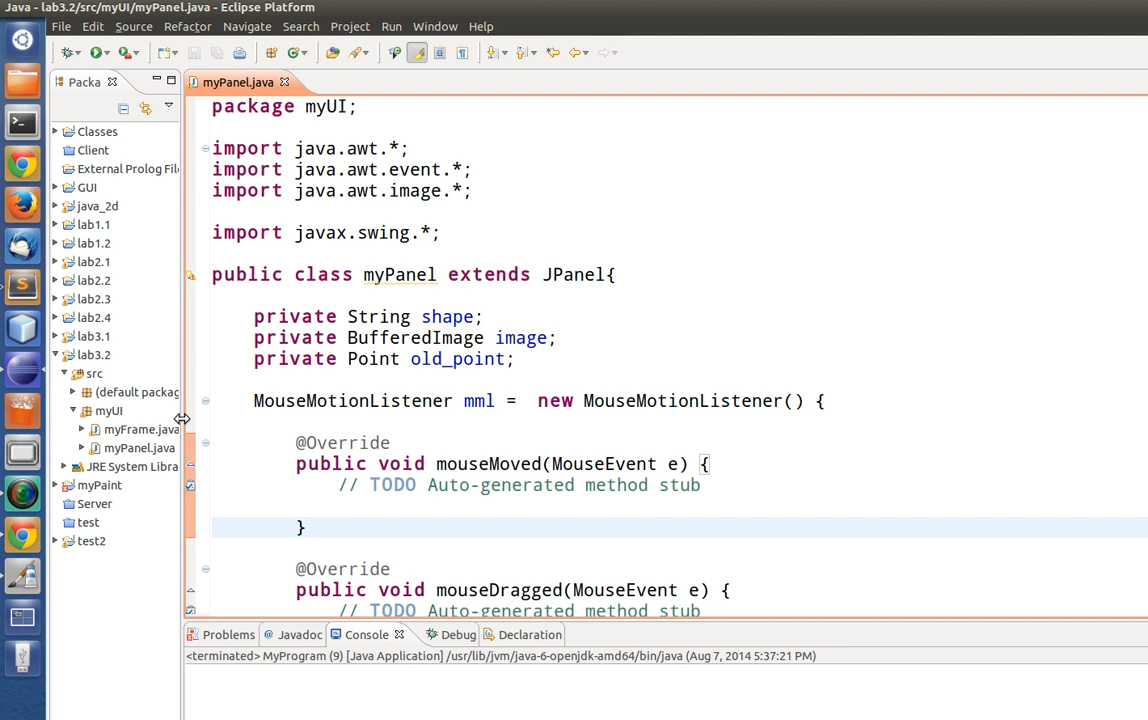 Java - lab3.2/src/myUI/myPanel.java - Eclipse Platform
File Edit Source Refactor Navigate Search Project Run Window Help
Packa
myPanel.java
Classes
Client
External Prolog File
GUI
java_2d
lab1.1
lab1.2
lab2.1
lab2.2
lab2.3
lab2.4
lab3.1
lab3.2
src
(default packag
myUI
myFrame.java
myPanel.java
JRE System Libra
myPaint
Server
test
test2
package myUI;
import java.awt.*;
import java.awt.event.*;
import java.awt.image.*;
import javax.swing.*;
public class myPanel extends JPanel{
private String shape;
private BufferedImage image;
private Point old_point;
MouseMotionListener mml =  new MouseMotionListener() {
@Override
public void mouseMoved(MouseEvent e) {
// TODO Auto-generated method stub
}
@Override
public void mouseDragged(MouseEvent e) {
// TODO Auto-generated method stub
Problems @ Javadoc Console Debug Declaration
<terminated> MyProgram (9) [Java Application] /usr/lib/jvm/java-6-openjdk-amd64/bin/java (Aug 7, 2014 5:37:21 PM)